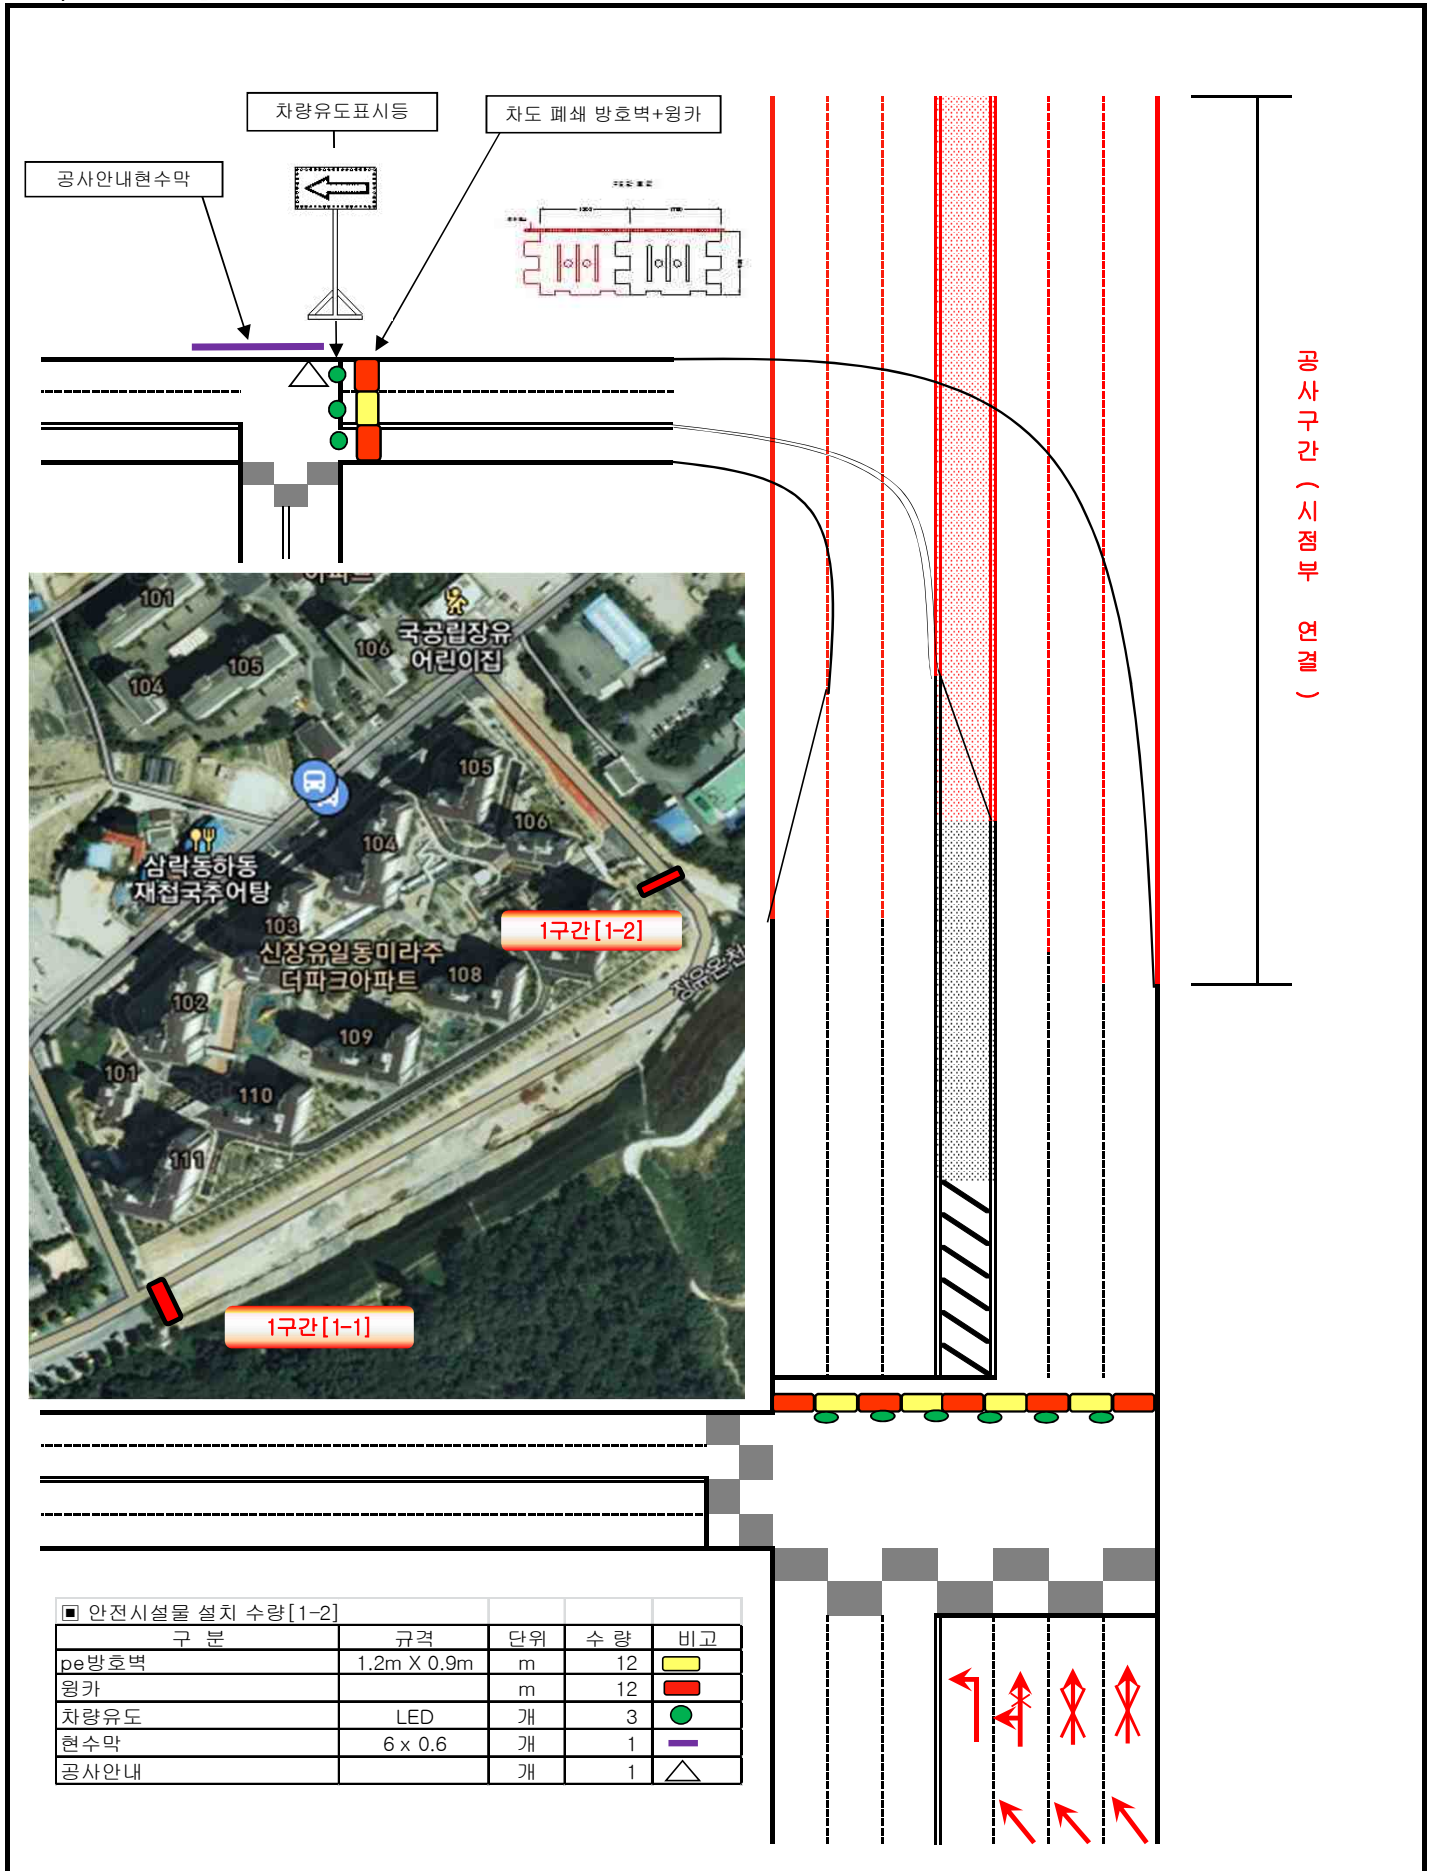 차량유도표시등
차도 폐쇄 방호벽+윙카
공사안내현수막
공사구간(시점부 연결)
101
105
104
106
국공립장유
어린이집
105
106
104
삼락동하동
재첩국추어탕
103
신장유일동미라주
더파크아파트
108
102
109
101
110
111
1구간[1-2]
장유온천
1구간[1-1]
▣ 안전시설물 설치 수량[1-2]
구 분 규격 단위 수 량 비고
pe방호벽 1.2m X 0.9m m 12
윙카 m 12
차량유도 LED 개 3
현수막 6 x 0.6 개 1
공사안내 개 1